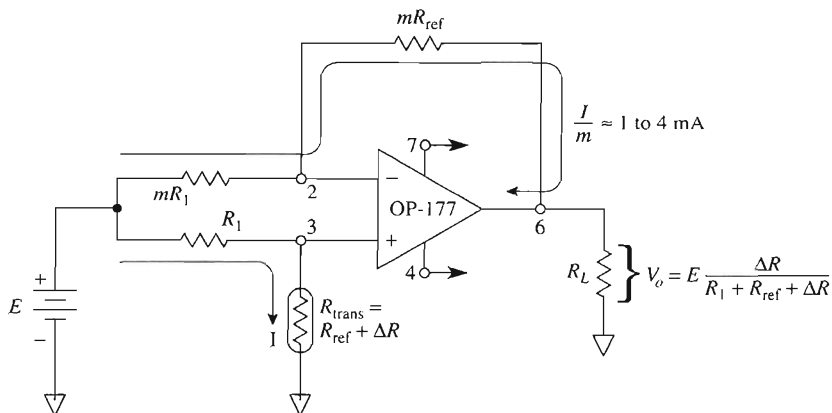 mR_ref
I/m ≈ 1 to 4 mA
7
mR_1
2
−
OP-177
R_1
3
+
6
4
R_L
V_o = E ΔR/(R_1 + R_ref + ΔR)
+
E
−
I
R_trans =
R_ref + ΔR